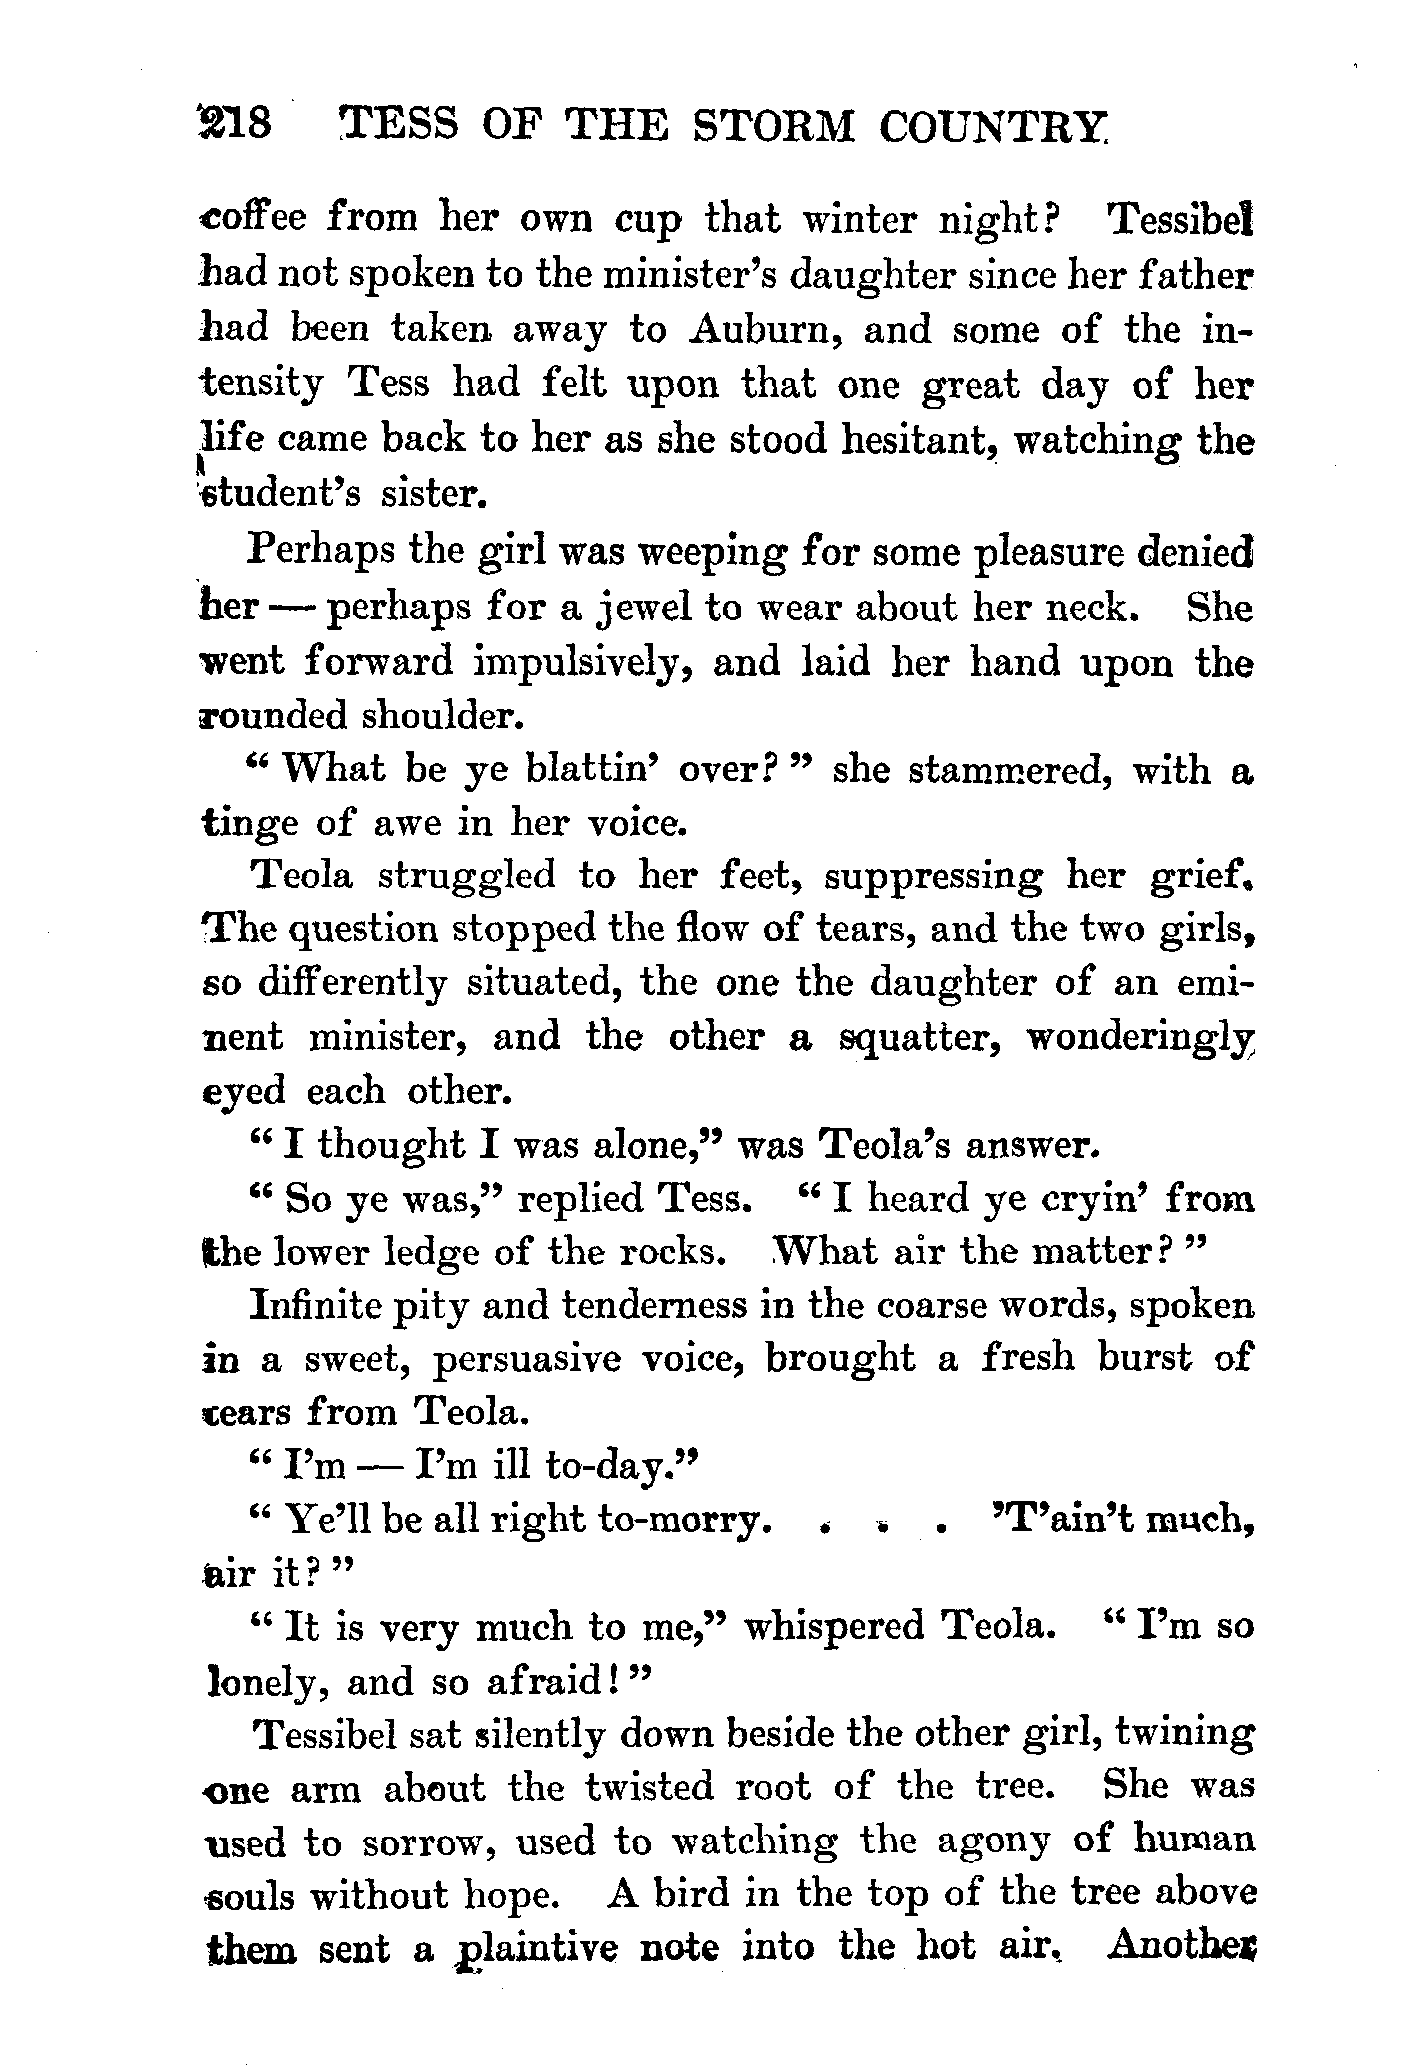 218 TESS OF THE STORM COUNTRY
coffee from her own cup that winter night? Tessibel
had not spoken to the minister's daughter since her father
had been taken away to Auburn, and some of the in-
tensity Tess had felt upon that one great day of her
life came back to her as she stood hesitant, watching the
student's sister.
Perhaps the girl was weeping for some pleasure denied
her — perhaps for a jewel to wear about her neck. She
went forward impulsively, and laid her hand upon the
rounded shoulder.
" What be ye blattin' over? " she stammered, with a
tinge of awe in her voice.
Teola struggled to her feet, suppressing her grief.
The question stopped the flow of tears, and the two girls,
so differently situated, the one the daughter of an emi-
nent minister, and the other a squatter, wonderingly
eyed each other.
" I thought I was alone," was Teola's answer.
" So ye was," replied Tess. " I heard ye cryin' from
the lower ledge of the rocks. What air the matter? "
Infinite pity and tenderness in the coarse words, spoken
in a sweet, persuasive voice, brought a fresh burst of
tears from Teola.
" I'm — I'm ill to-day."
" Ye'll be all right to-morry. . . . 'T'ain't much,
air it? "
" It is very much to me," whispered Teola. " I'm so
lonely, and so afraid! "
Tessibel sat silently down beside the other girl, twining
one arm about the twisted root of the tree. She was
used to sorrow, used to watching the agony of human
souls without hope. A bird in the top of the tree above
them sent a plaintive note into the hot air. Another